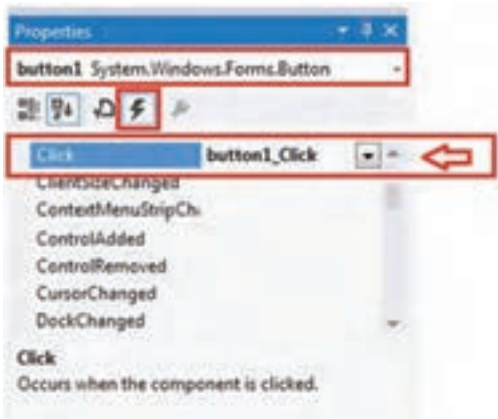 Properties
button1 System.Windows.Forms.Button
Click button1_Click
ClientSizeChanged
ContextMenuStripCh
ControlAdded
ControlRemoved
CursorChanged
DockChanged
Click
Occurs when the component is clicked.